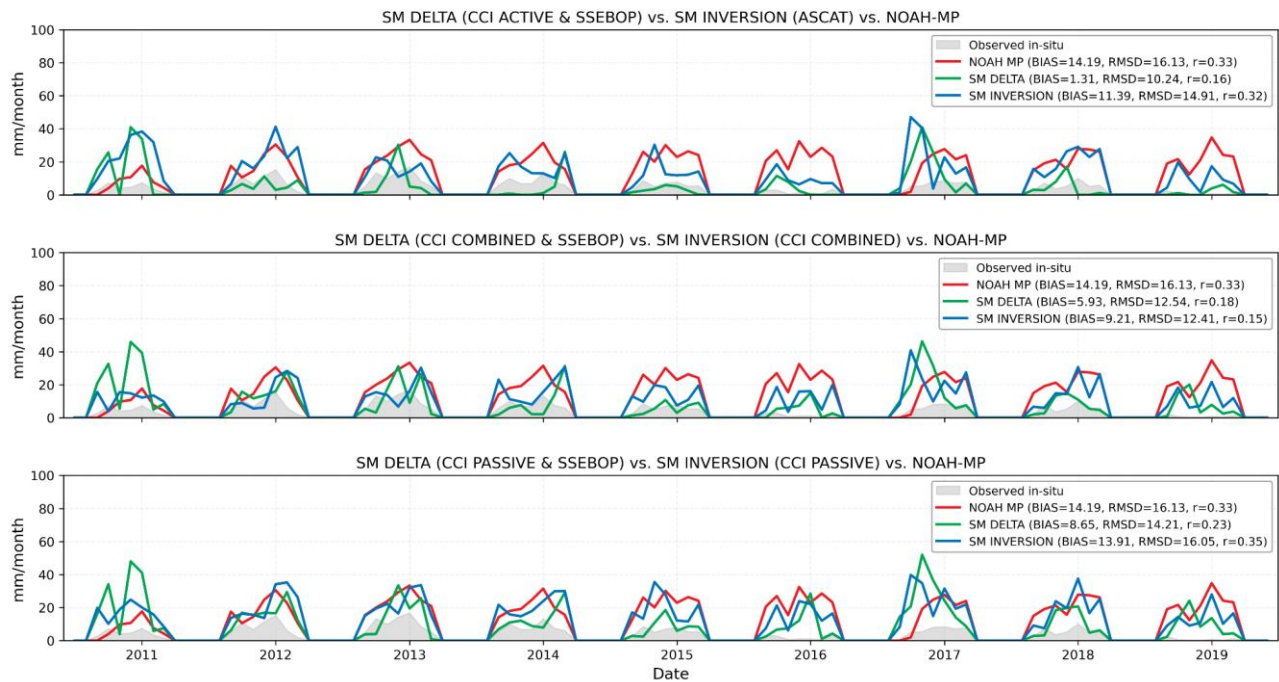 SM DELTA (CCI ACTIVE & SSEBOP) vs. SM INVERSION (ASCAT) vs. NOAH-MP
100
80
60
40
20
0
mm/month
Observed in-situ
NOAH MP (BIAS=14.19, RMSD=16.13, r=0.33)
SM DELTA (BIAS=1.31, RMSD=10.24, r=0.16)
SM INVERSION (BIAS=11.39, RMSD=14.91, r=0.32)
SM DELTA (CCI COMBINED & SSEBOP) vs. SM INVERSION (CCI COMBINED) vs. NOAH-MP
100
80
60
40
20
0
mm/month
Observed in-situ
NOAH MP (BIAS=14.19, RMSD=16.13, r=0.33)
SM DELTA (BIAS=5.93, RMSD=12.54, r=0.18)
SM INVERSION (BIAS=9.21, RMSD=12.41, r=0.15)
SM DELTA (CCI PASSIVE & SSEBOP) vs. SM INVERSION (CCI PASSIVE) vs. NOAH-MP
100
80
60
40
20
0
mm/month
Observed in-situ
NOAH MP (BIAS=14.19, RMSD=16.13, r=0.33)
SM DELTA (BIAS=8.65, RMSD=14.21, r=0.23)
SM INVERSION (BIAS=13.91, RMSD=16.05, r=0.35)
2011 2012 2013 2014 2015 2016 2017 2018 2019
Date